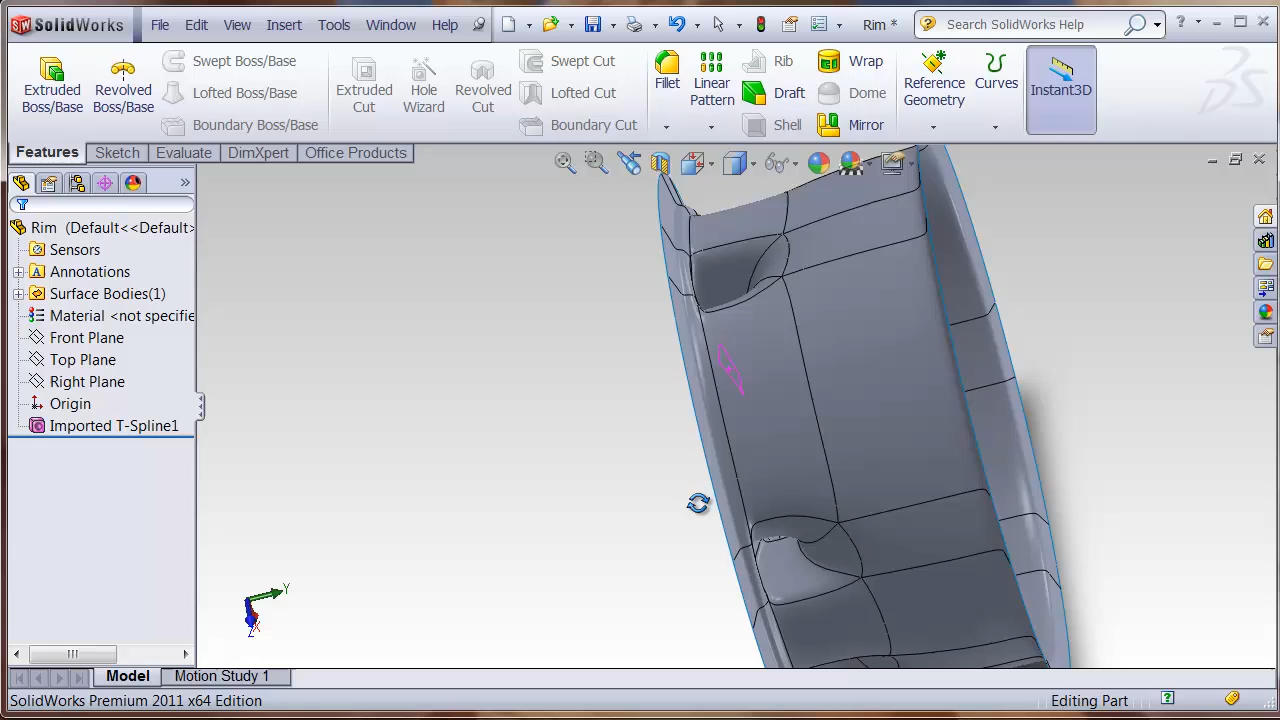 SolidWorks File Edit View Insert Tools Window Help Rim * Search SolidWorks Help
Extruded Boss/Base
Revolved Boss/Base
Swept Boss/Base
Lofted Boss/Base
Boundary Boss/Base
Extruded Cut
Hole Wizard
Revolved Cut
Swept Cut
Lofted Cut
Boundary Cut
Fillet
Linear Pattern
Rib
Draft
Shell
Wrap
Dome
Mirror
Reference Geometry
Curves
Instant3D
Features Sketch Evaluate DimXpert Office Products
Rim (Default<<Default>
Sensors
Annotations
Surface Bodies(1)
Material <not specifie
Front Plane
Top Plane
Right Plane
Origin
Imported T-Spline1
Y
X
Z
Model Motion Study 1
SolidWorks Premium 2011 x64 Edition Editing Part